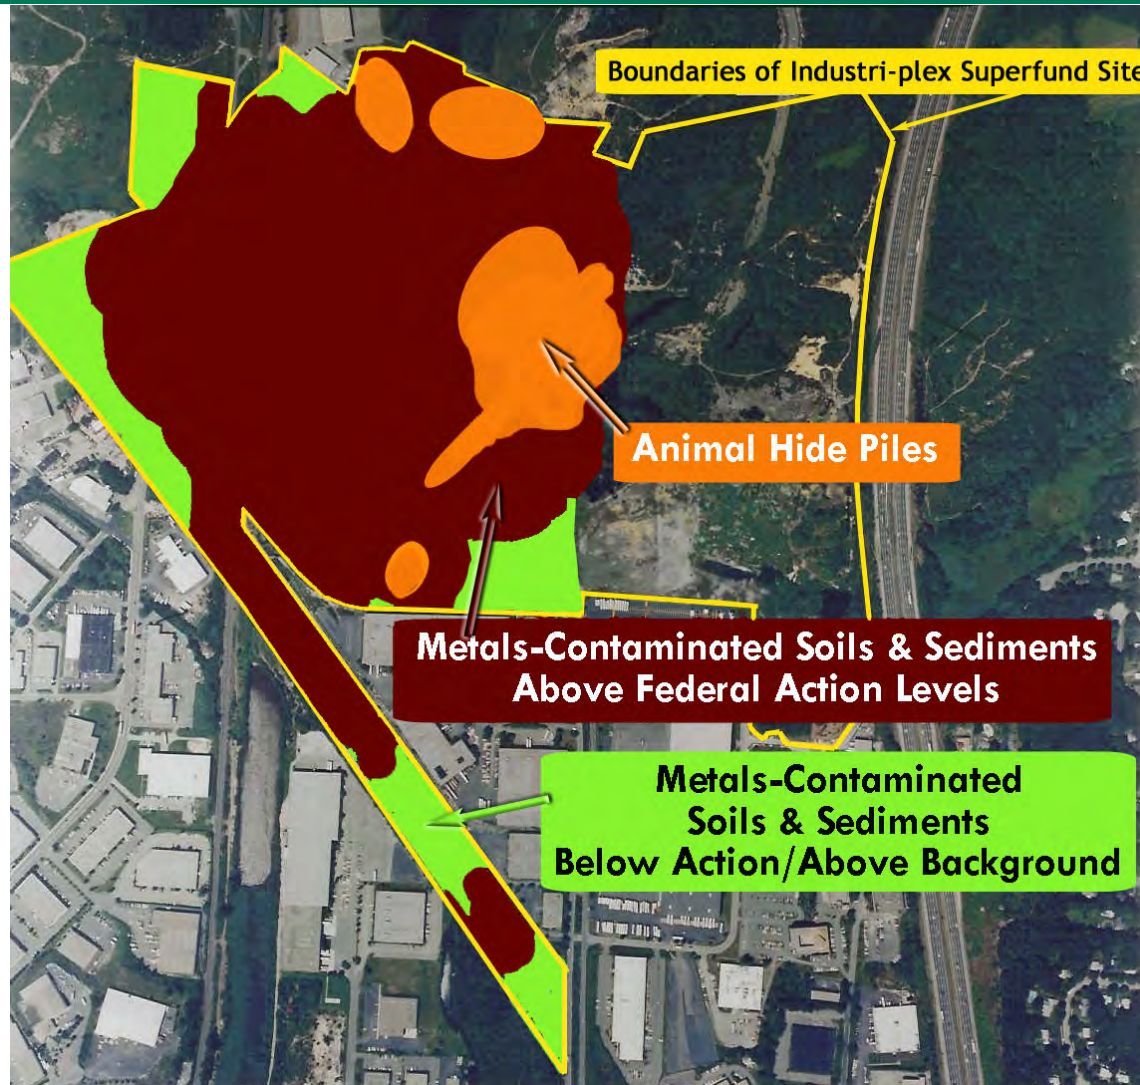 Boundaries of Industri-plex Superfund Site
Animal Hide Piles
Metals-Contaminated Soils & Sediments
Above Federal Action Levels
Metals-Contaminated
Soils & Sediments
Below Action/Above Background